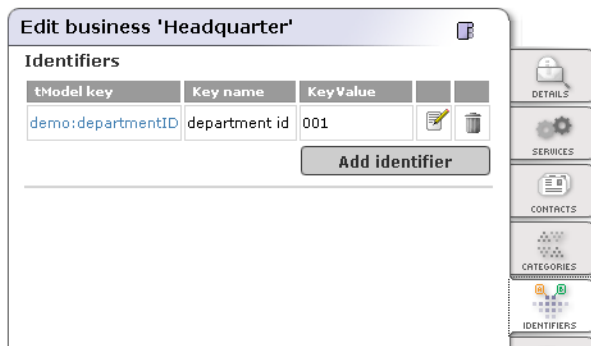 Edit business 'Headquarter'
Identifiers
tModel key Key name KeyValue
demo:departmentID department id 001
Add identifier
DETAILS
SERVICES
CONTACTS
CATEGORIES
A B
IDENTIFIERS